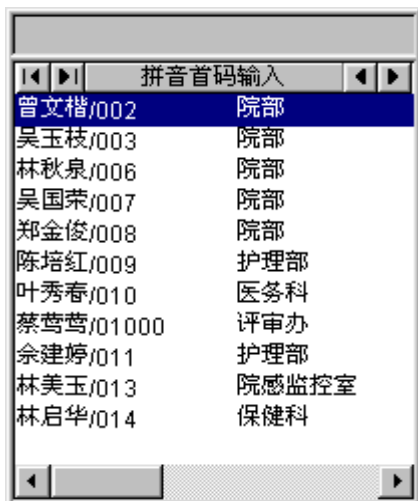 拼音首码输入
曾文楷/002 院部
吴玉枝/003 院部
林秋泉/006 院部
吴国荣/007 院部
郑金俊/008 院部
陈培红/009 护理部
叶秀春/010 医务科
蔡莺莺/01000 评审办
佘建婷/011 护理部
林美玉/013 院感监控室
林启华/014 保健科